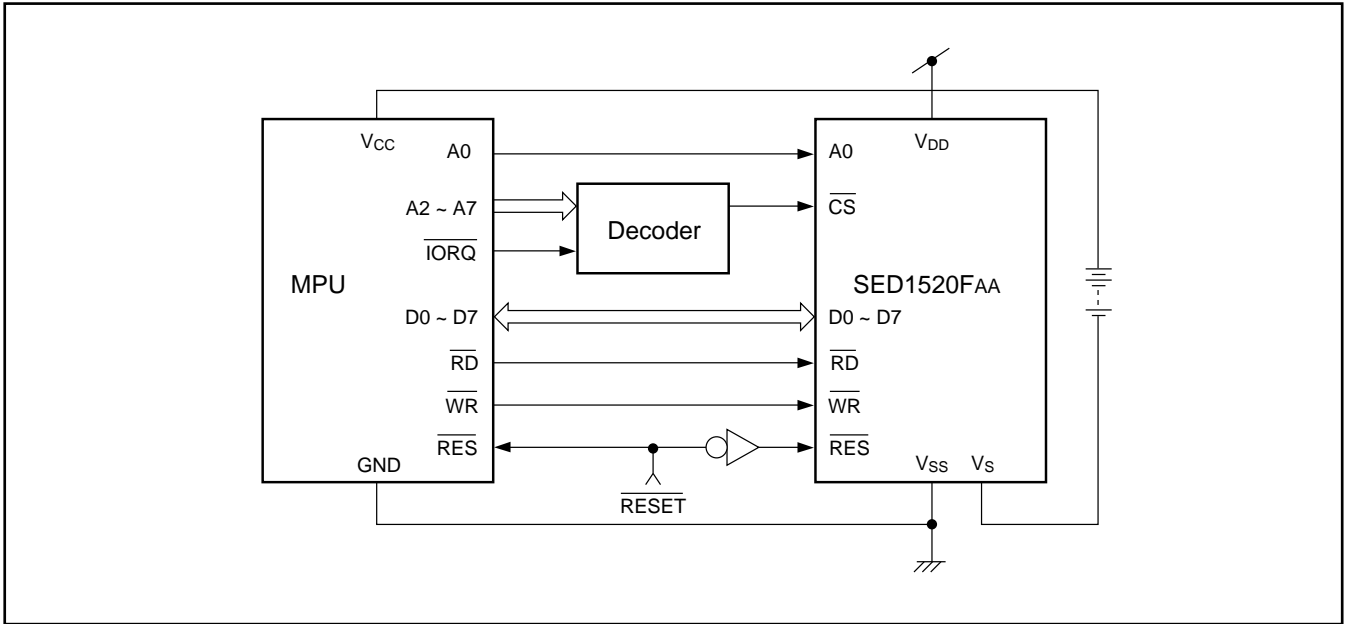 VCC
A0
A2 ~ A7
IORQ
MPU
D0 ~ D7
RD
WR
RES
GND
Decoder
RESET
VDD
A0
CS
SED1520FAA
D0 ~ D7
RD
WR
RES
VSS
VS